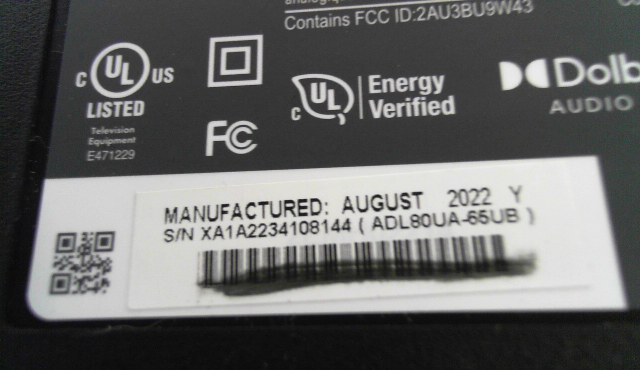 Contains FCC ID:2AU3BU9W43
C UL US
LISTED
Television
Equipment
E471229
FC
C UL
Energy
Verified
Dolb
AUDIO
MANUFACTURED: AUGUST 2022 Y
S/N XA1A2234108144 ( ADL80UA-65UB )